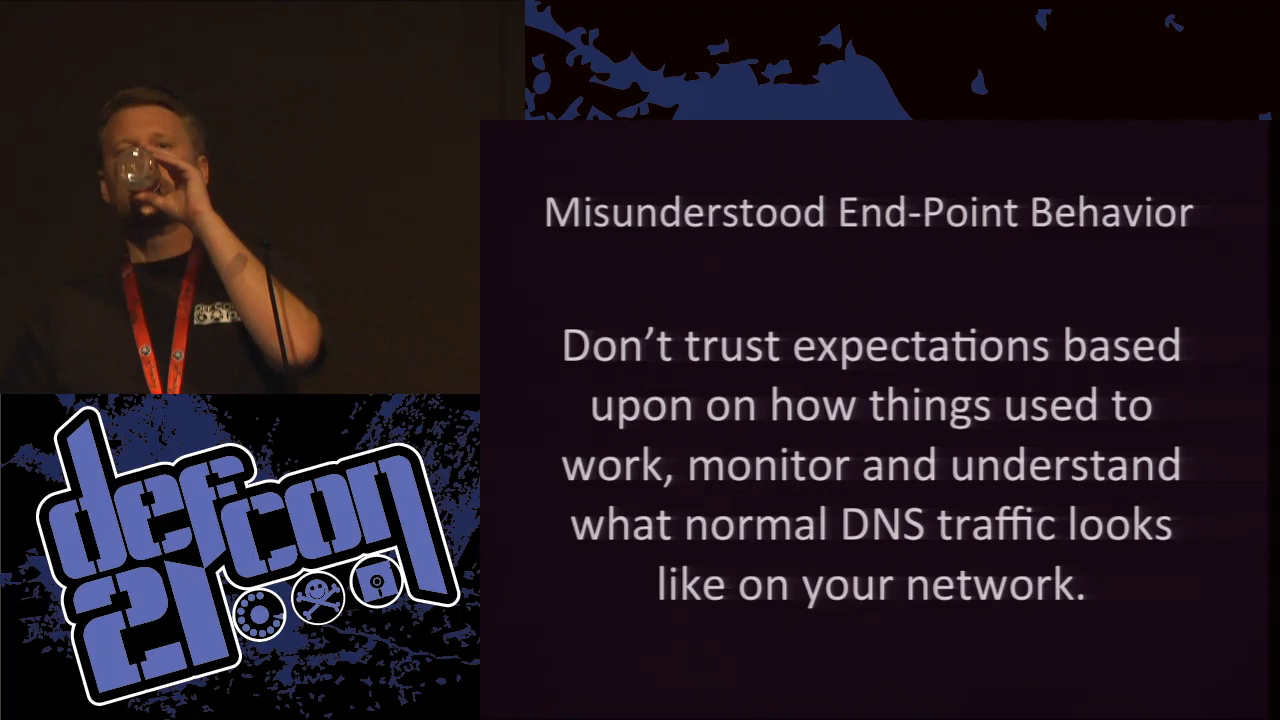 Misunderstood End-Point Behavior
Don’t trust expectations based
upon on how things used to
work, monitor and understand
what normal DNS traffic looks
like on your network.
defcon
21